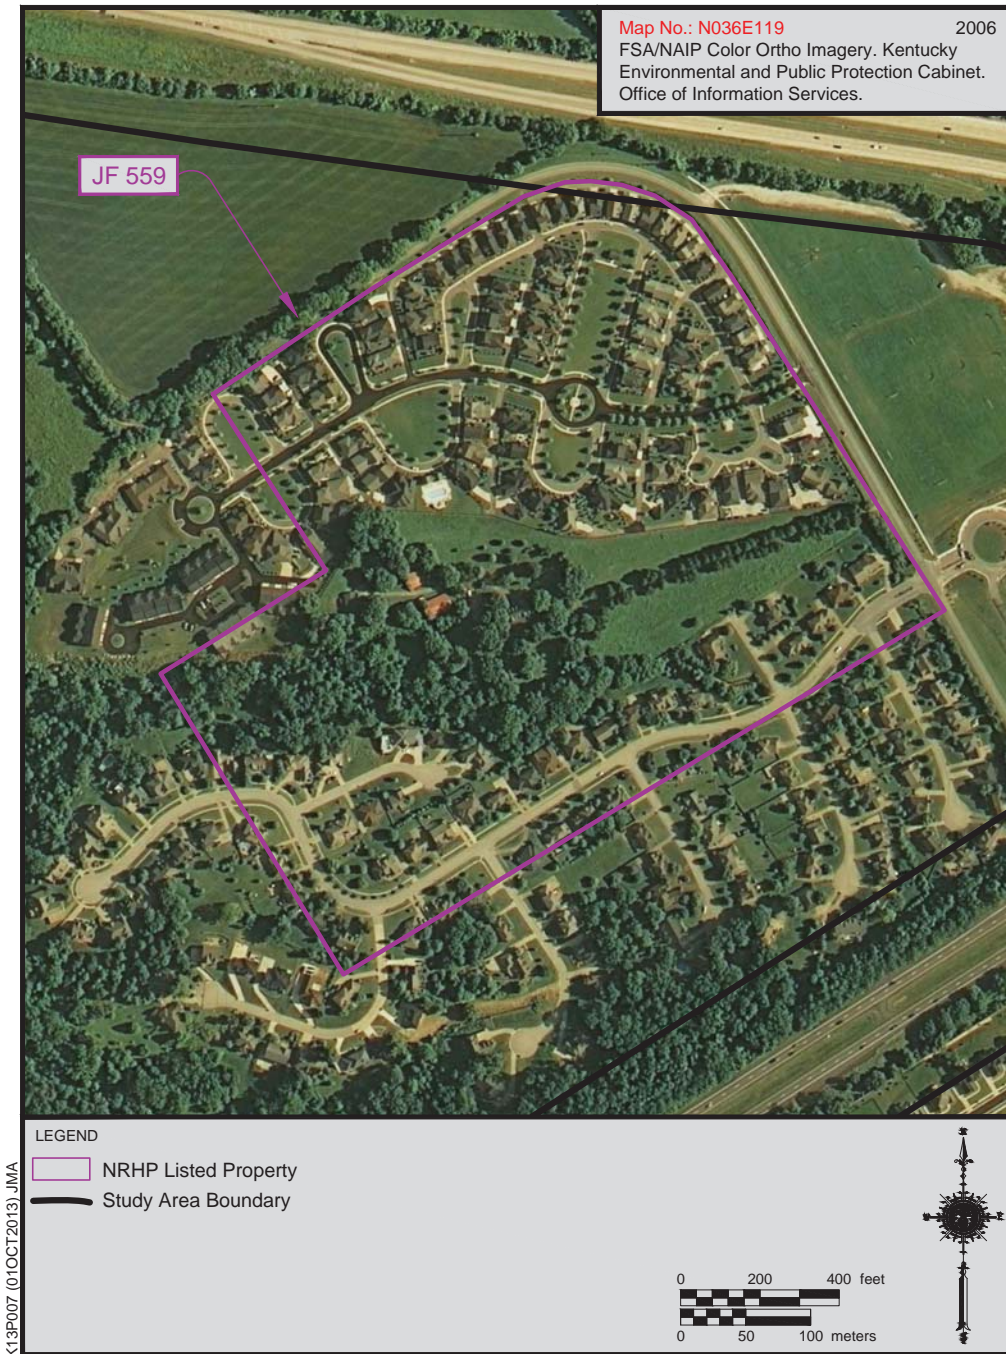 Map No.: N036E119 2006
FSA/NAIP Color Ortho Imagery. Kentucky
Environmental and Public Protection Cabinet.
Office of Information Services.
JF 559
LEGEND
NRHP Listed Property
Study Area Boundary
0 200 400 feet
0 50 100 meters
K13P007 (01OCT2013) JMA